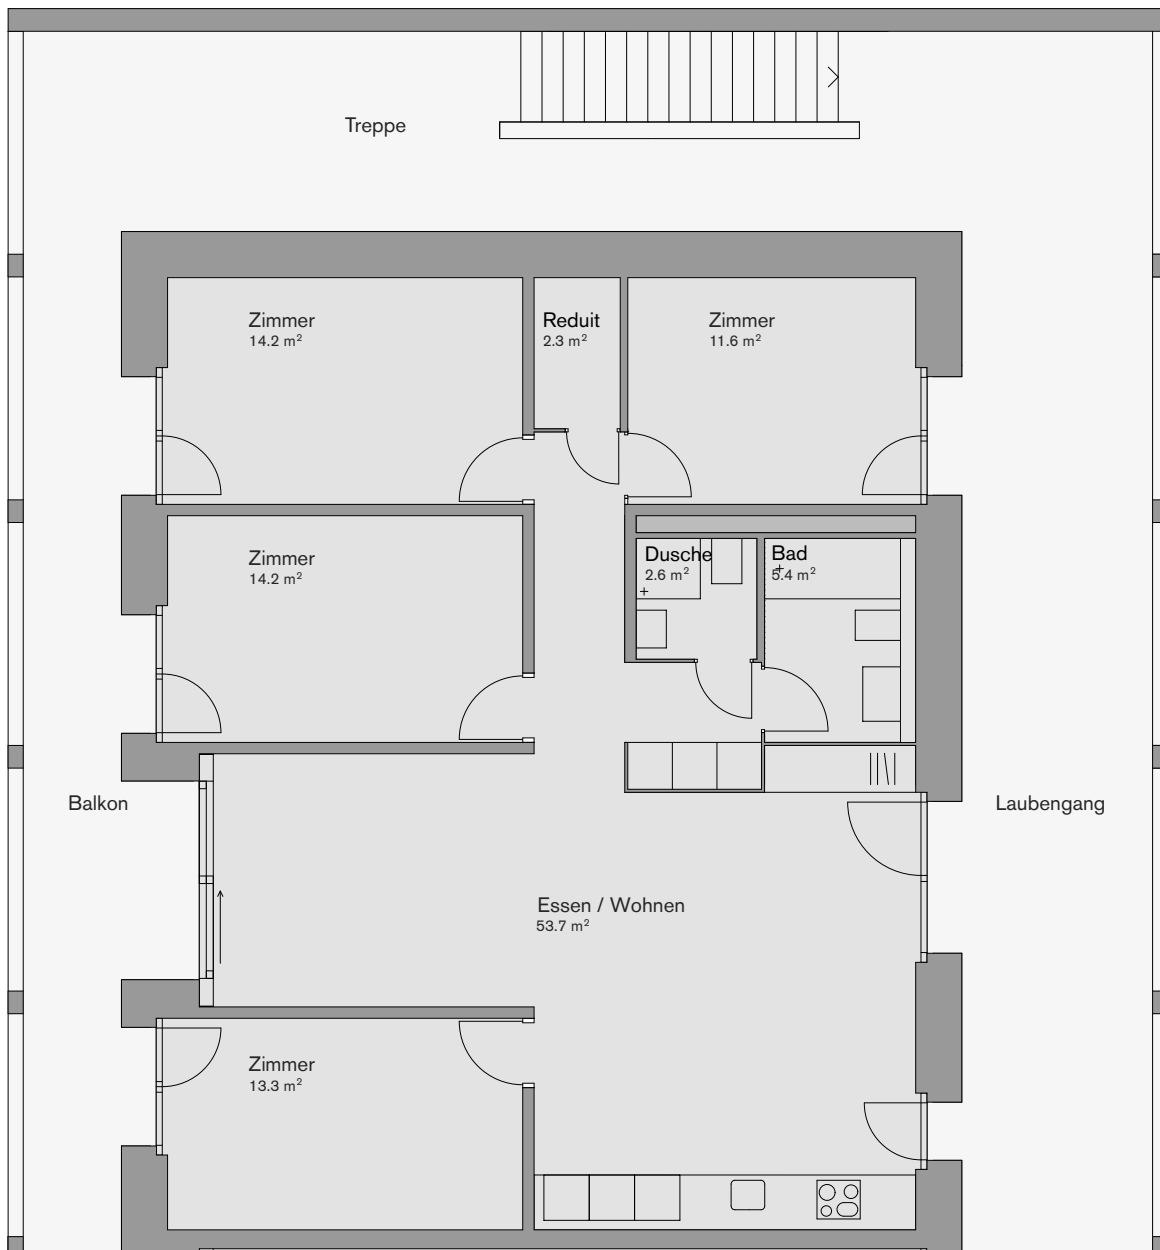 Treppe
Zimmer
14.2 m²
Reduit
2.3 m²
Zimmer
11.6 m²
Zimmer
14.2 m²
Dusche
2.6 m²
Bad
5.4 m²
Balkon
Laubengang
Essen / Wohnen
53.7 m²
Zimmer
13.3 m²